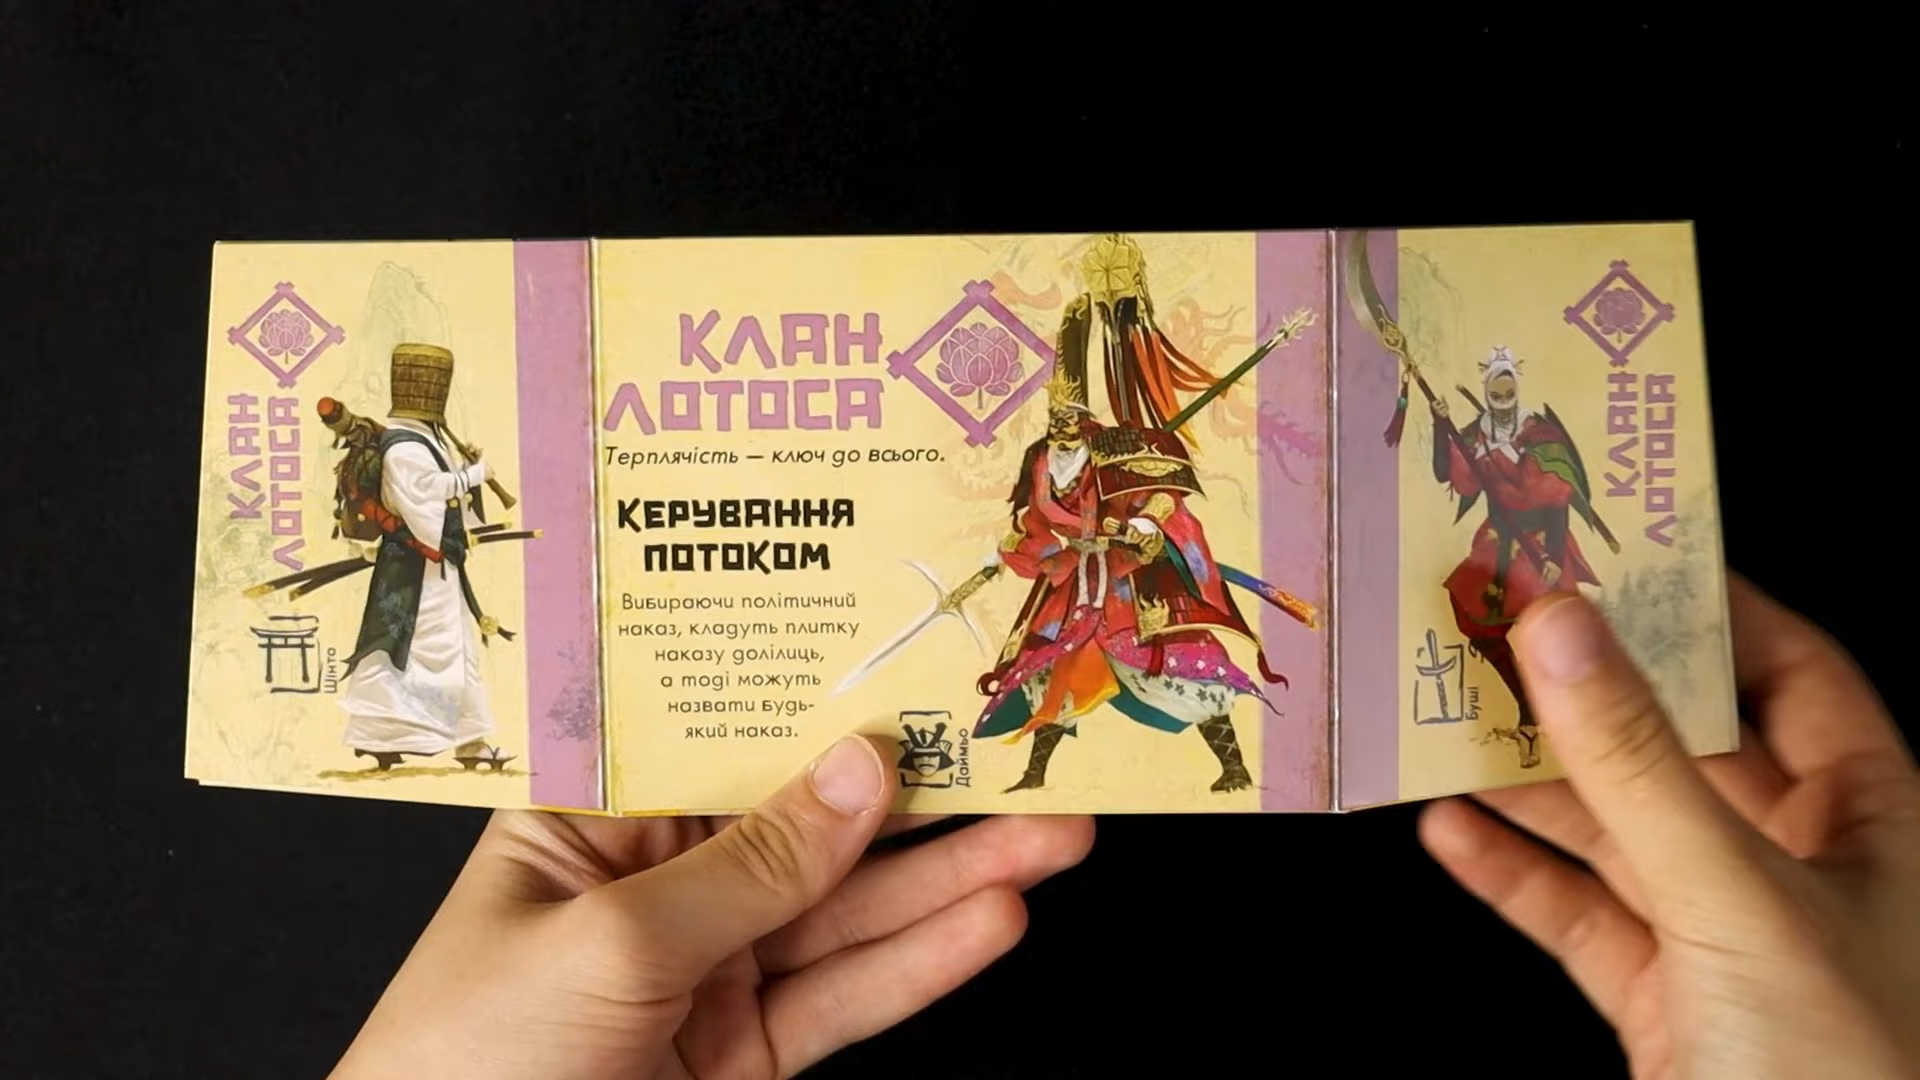 КЛАН
ЛОТОСА
Шінто
КЛАН
ЛОТОСА
Терплячість — ключ до всього.
КЕРУВАННЯ
ПОТОКОМ
Вибираючи політичний
наказ, кладуть плитку
наказу долілиць,
а тоді можуть
назвати будь-
який наказ.
Даймьо
КЛАН
ЛОТОСА
Буші